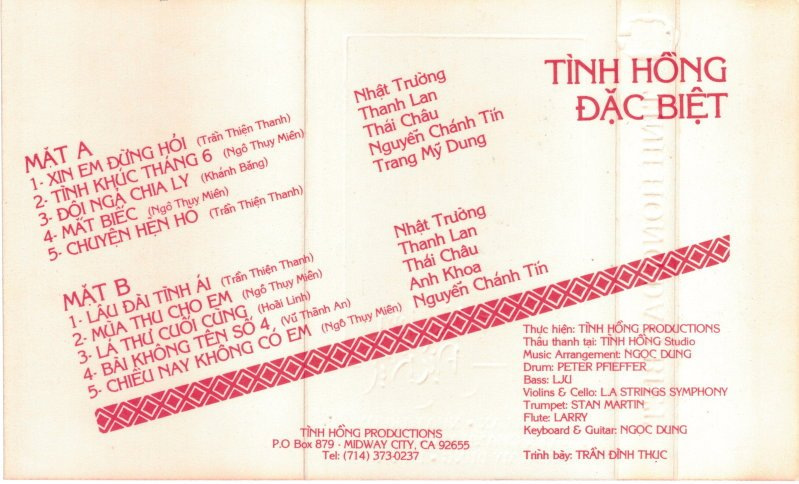 TÌNH HỒNG
ĐẶC BIỆT
MẶT A
1- XIN EM ĐỪNG HỎI (Trần Thiện Thanh) Nhật Trường
2- TÌNH KHÚC THÁNG 6 (Ngô Thụy Miên) Thanh Lan
3- ĐÔI NGẢ CHIA LY (Khánh Băng) Thái Châu
4- MẮT BIẾC (Ngô Thụy Miên) Nguyễn Chánh Tín
5- CHUYỆN HẸN HÒ (Trần Thiện Thanh) Trang Mỹ Dung
MẶT B
1- LÂU ĐÀI TÌNH ÁI (Trần Thiện Thanh) Nhật Trường
2- MÙA THU CHO EM (Ngô Thụy Miên) Thanh Lan
3- LÁ THƯ CUỐI CÙNG (Hoài Linh) Thái Châu
4- BÀI KHÔNG TÊN SỐ 4, (Vũ Thành An) Anh Khoa
5- CHIỀU NAY KHÔNG CÓ EM (Ngô Thụy Miên) Nguyễn Chánh Tín
Thực hiện: TÌNH HỒNG PRODUCTIONS
Thâu thanh tại: TÌNH HỒNG Studio
Music Arrangement: NGỌC DUNG
Drum: PETER PFIEFFER
Bass: LJU
Violins & Cello: L.A STRINGS SYMPHONY
Trumpet: STAN MARTIN
Flute: LARRY
Keyboard & Guitar: NGỌC DUNG
Trình bày: TRẦN ĐÌNH THỤC
TÌNH HỒNG PRODUCTIONS
P.O Box 879 - MIDWAY CITY, CA 92655
Tel: (714) 373-0237